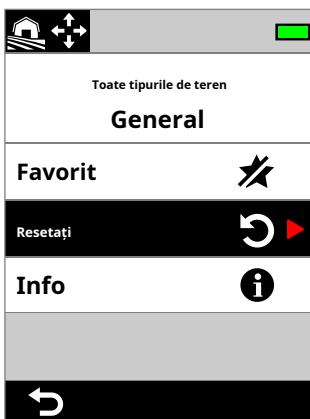 Toate tipurile de teren
General
Favorit
Resetați
Info